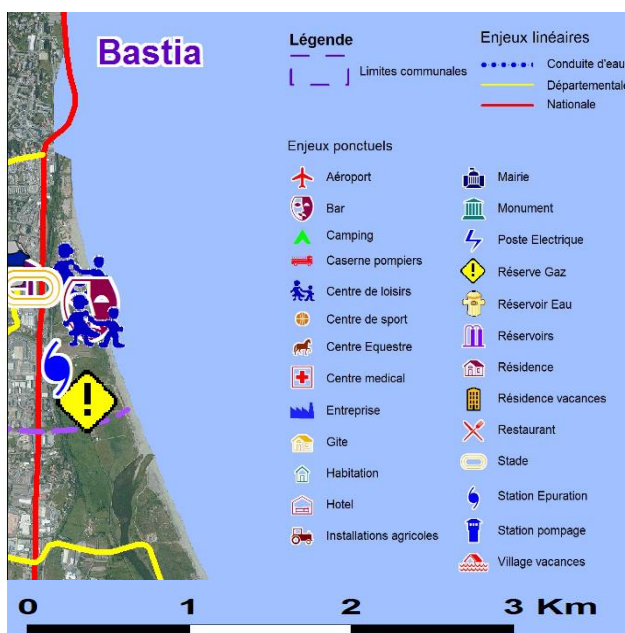 Bastia
Légende
Limites communales
Enjeux linéaires
Conduite d'eau
Départementale
Nationale
Enjeux ponctuels
Aéroport
Bar
Camping
Caserne pompiers
Centre de loisirs
Centre de sport
Centre Equestre
Centre medical
Entreprise
Gite
Habitation
Hotel
Installations agricoles
Mairie
Monument
Poste Electrique
Réserve Gaz
Réservoir Eau
Réservoirs
Résidence
Résidence vacances
Restaurant
Stade
Station Epuration
Station pompage
Village vacances
0 1 2 3 Km